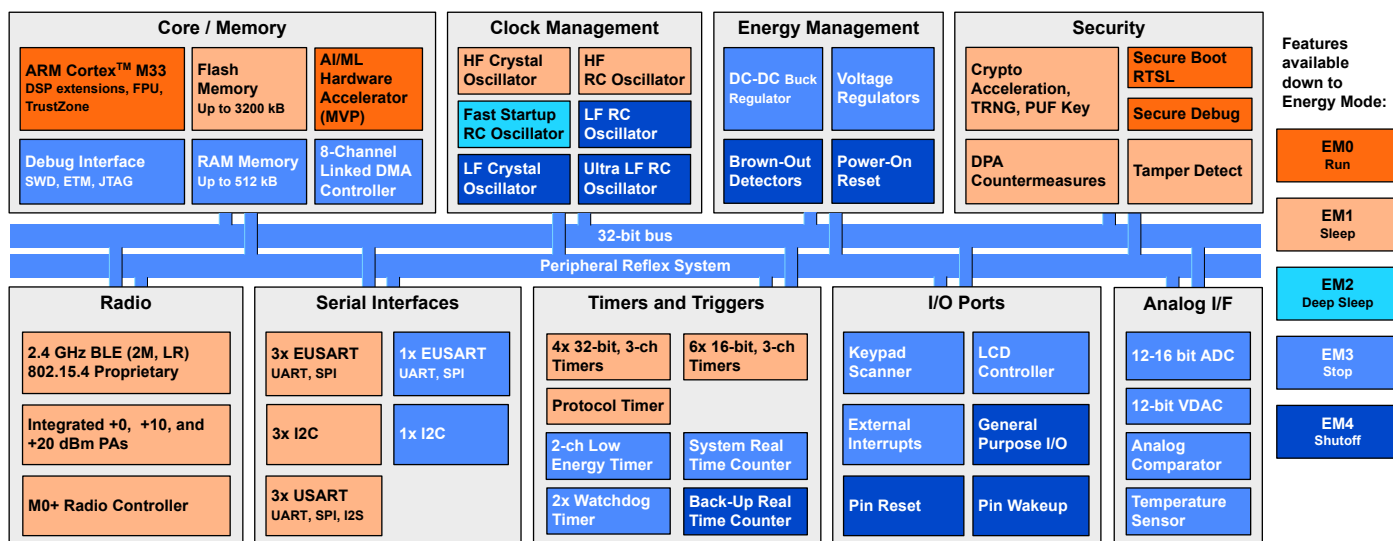 Core / Memory
ARM Cortex™ M33
DSP extensions, FPU,
TrustZone
Flash
Memory
Up to 3200 kB
AI/ML
Hardware
Accelerator
(MVP)
Debug Interface
SWD, ETM, JTAG
RAM Memory
Up to 512 kB
8-Channel
Linked DMA
Controller
Clock Management
HF Crystal
Oscillator
HF
RC Oscillator
Fast Startup
RC Oscillator
LF RC
Oscillator
LF Crystal
Oscillator
Ultra LF RC
Oscillator
Energy Management
DC-DC Buck
Regulator
Voltage
Regulators
Brown-Out
Detectors
Power-On
Reset
Security
Crypto
Acceleration,
TRNG, PUF Key
Secure Boot
RTSL
Secure Debug
DPA
Countermeasures
Tamper Detect
Features
available
down to
Energy Mode:
EM0
Run
EM1
Sleep
EM2
Deep Sleep
EM3
Stop
EM4
Shutoff
32-bit bus
Peripheral Reflex System
Radio
2.4 GHz BLE (2M, LR)
802.15.4 Proprietary
Integrated +0, +10, and
+20 dBm PAs
M0+ Radio Controller
Serial Interfaces
3x EUSART
UART, SPI
1x EUSART
UART, SPI
3x I2C
1x I2C
3x USART
UART, SPI, I2S
Timers and Triggers
4x 32-bit, 3-ch
Timers
6x 16-bit, 3-ch
Timers
Protocol Timer
2-ch Low
Energy Timer
System Real
Time Counter
2x Watchdog
Timer
Back-Up Real
Time Counter
I/O Ports
Keypad
Scanner
LCD
Controller
External
Interrupts
General
Purpose I/O
Pin Reset
Pin Wakeup
Analog I/F
12-16 bit ADC
12-bit VDAC
Analog
Comparator
Temperature
Sensor